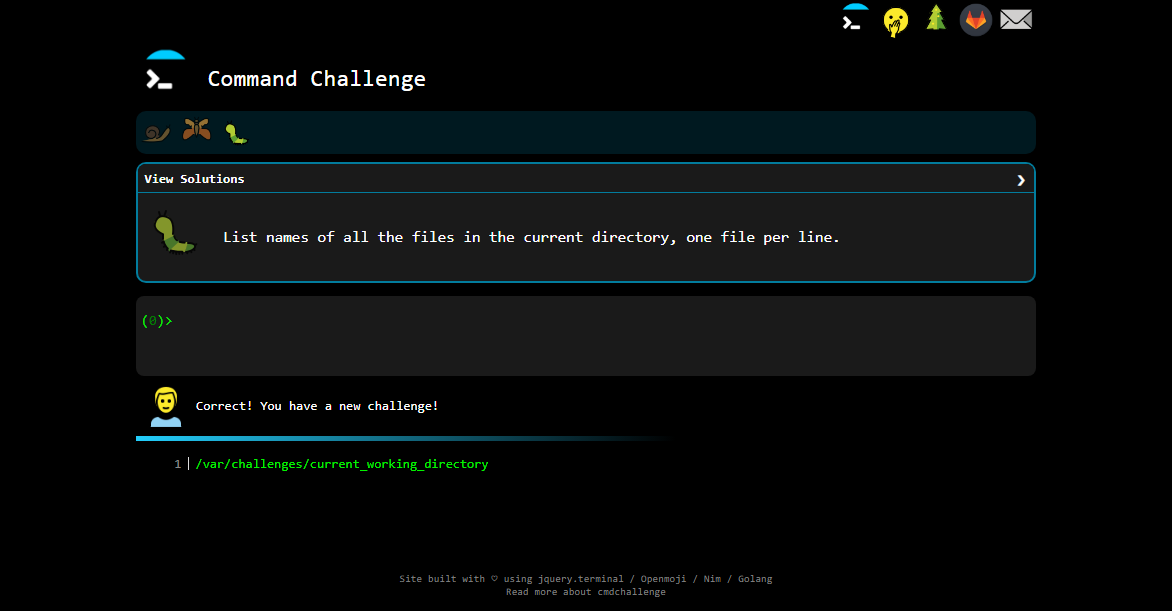 Command Challenge
View Solutions
List names of all the files in the current directory, one file per line.
(0)>
Correct! You have a new challenge!
1 /var/challenges/current_working_directory
Site built with ♡ using jquery.terminal / Openmoji / Nim / Golang
Read more about cmdchallenge